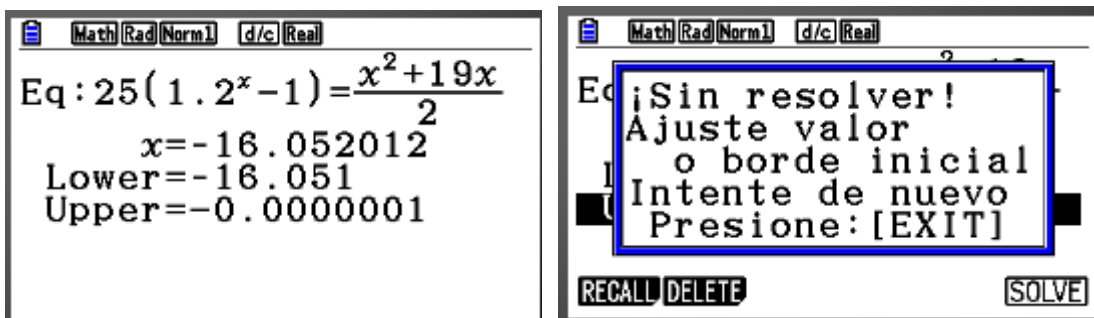 Math Rad Norm1 d/c Real
Eq:25(1.2ˣ-1)=x²+19x/2
x=-16.052012
Lower=-16.051
Upper=-0.0000001
Math Rad Norm1 d/c Real
¡Sin resolver!
Ajuste valor
o borde inicial
Intente de nuevo
Presione:[EXIT]
RECALL DELETE SOLVE